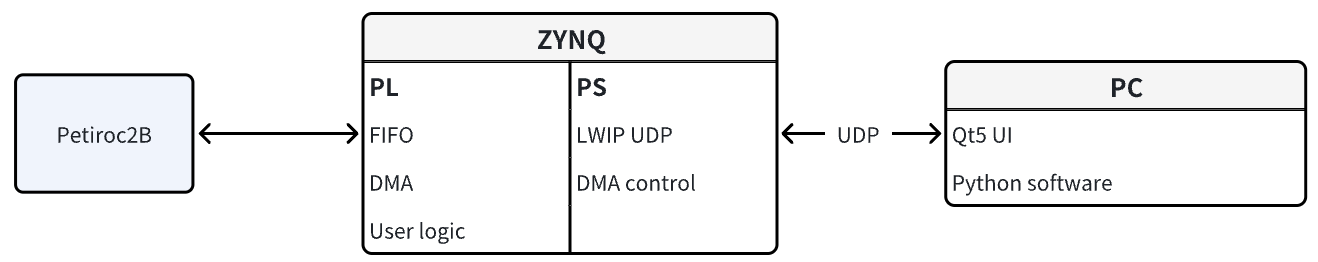 Petiroc2B
ZYNQ
PL
FIFO
DMA
User logic
PS
LWIP UDP
DMA control
UDP
PC
Qt5 UI
Python software